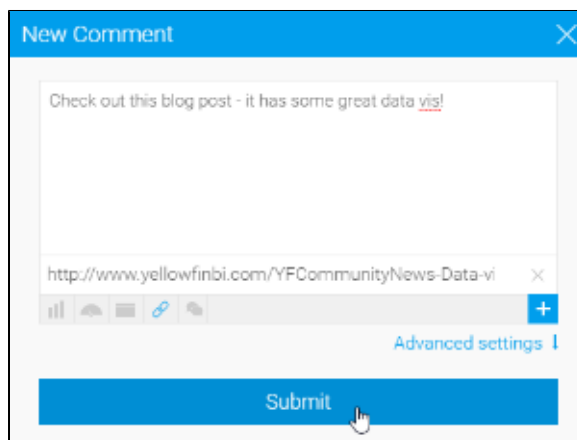 New Comment
Check out this blog post - it has some great data vis!
http://www.yellowfinbi.com/YFCommunityNews-Data-vi
Advanced settings
Submit